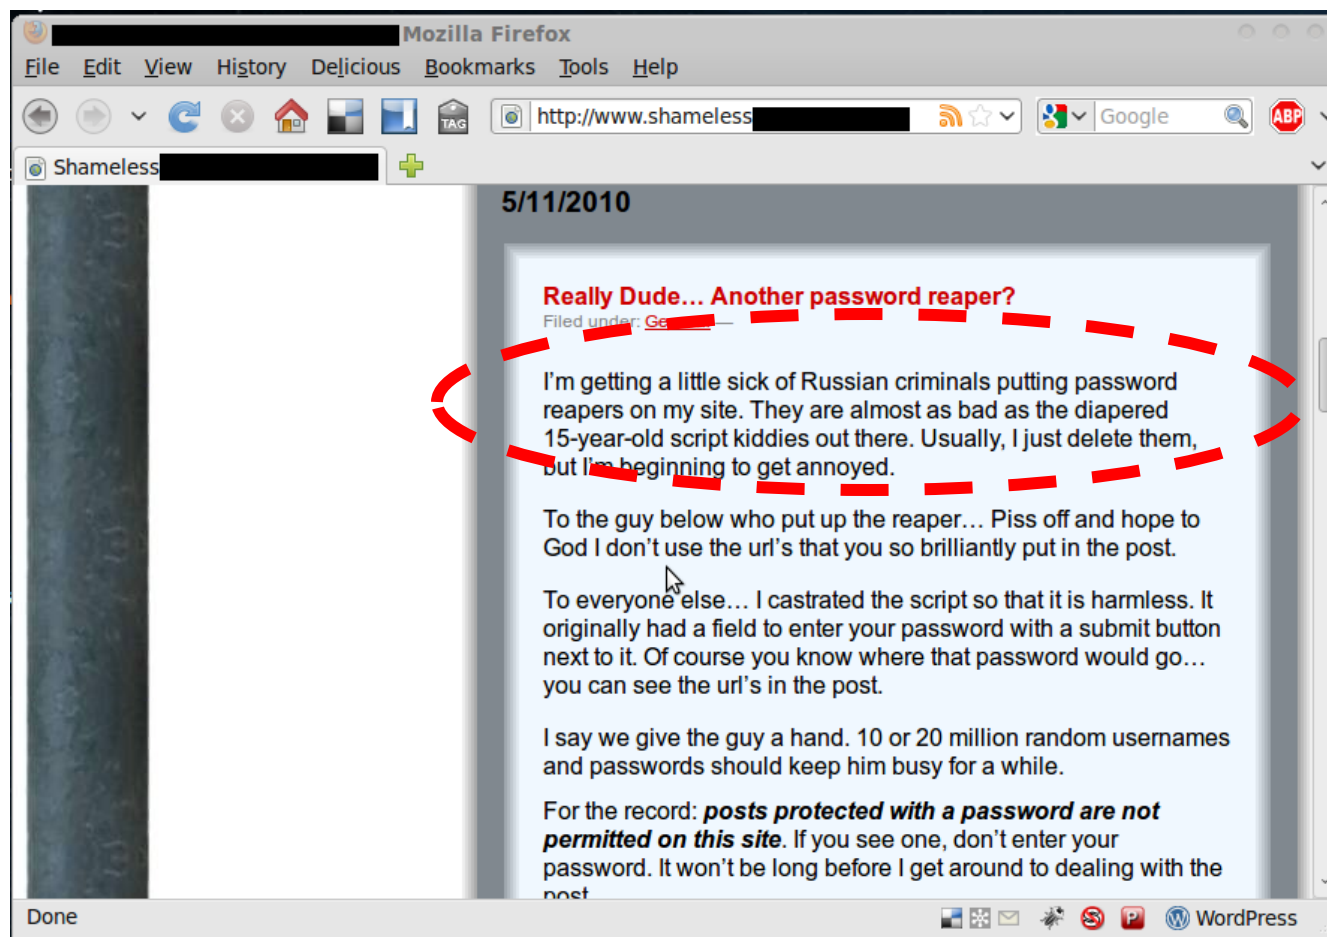 Mozilla Firefox
File Edit View History Delicious Bookmarks Tools Help
TAG http://www.shameless Google ABP
Shameless
5/11/2010
Really Dude... Another password reaper?
Filed under:
I'm getting a little sick of Russian criminals putting password
reapers on my site. They are almost as bad as the diapered
15-year-old script kiddies out there. Usually, I just delete them,
but I'm beginning to get annoyed.
To the guy below who put up the reaper... Piss off and hope to
God I don't use the url's that you so brilliantly put in the post.
To everyone else... I castrated the script so that it is harmless. It
originally had a field to enter your password with a submit button
next to it. Of course you know where that password would go...
you can see the url's in the post.
I say we give the guy a hand. 10 or 20 million random usernames
and passwords should keep him busy for a while.
For the record: posts protected with a password are not
permitted on this site. If you see one, don't enter your
password. It won't be long before I get around to dealing with the
post
Done WordPress